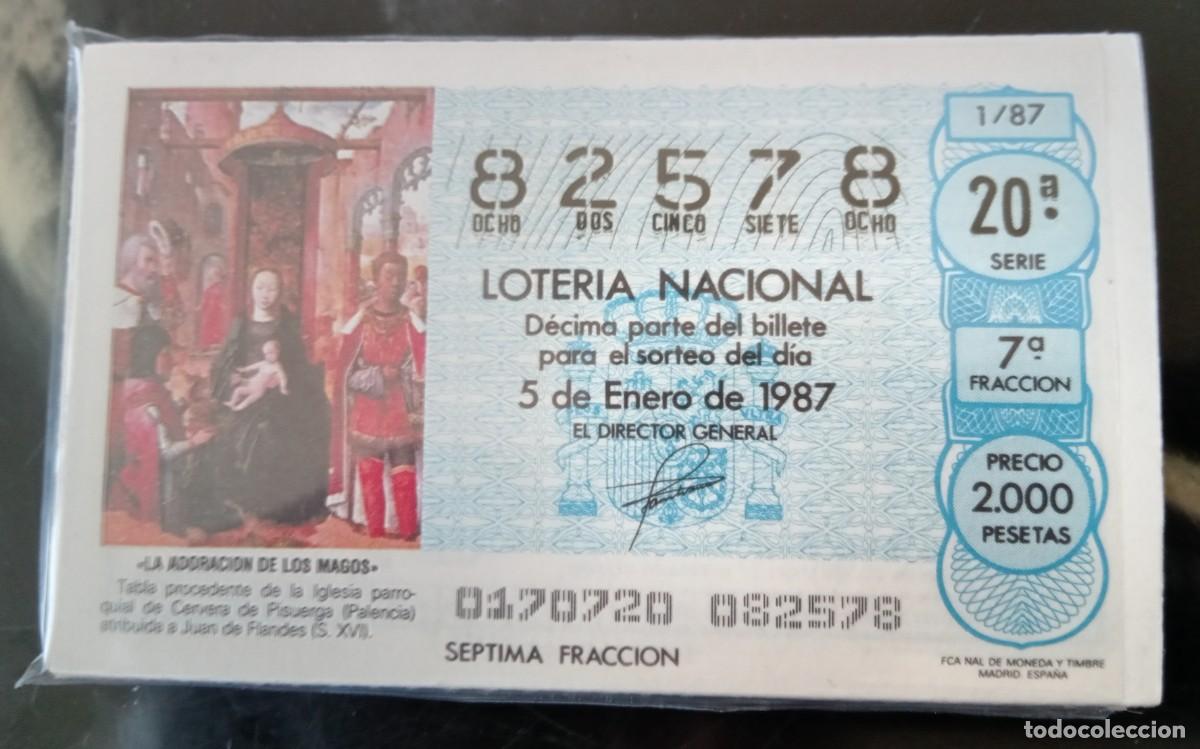 1/87
8 2 5 7 8
OCHO DOS CINCO SIETE OCHO
20ª
SERIE
LOTERIA NACIONAL
Décima parte del billete
para el sorteo del día
5 de Enero de 1987
EL DIRECTOR GENERAL
7ª
FRACCION
PRECIO
2.000
PESETAS
«LA ADORACION DE LOS MAGOS»
Tabla procedente de la Iglesia parro-
quial de Cervera de Pisuerga (Palencia)
atribuida a Juan de Flandes (S. XVI).
0170720 082578
SEPTIMA FRACCION
FCA NAL DE MONEDA Y TIMBRE
MADRID. ESPAÑA
todocoleccion